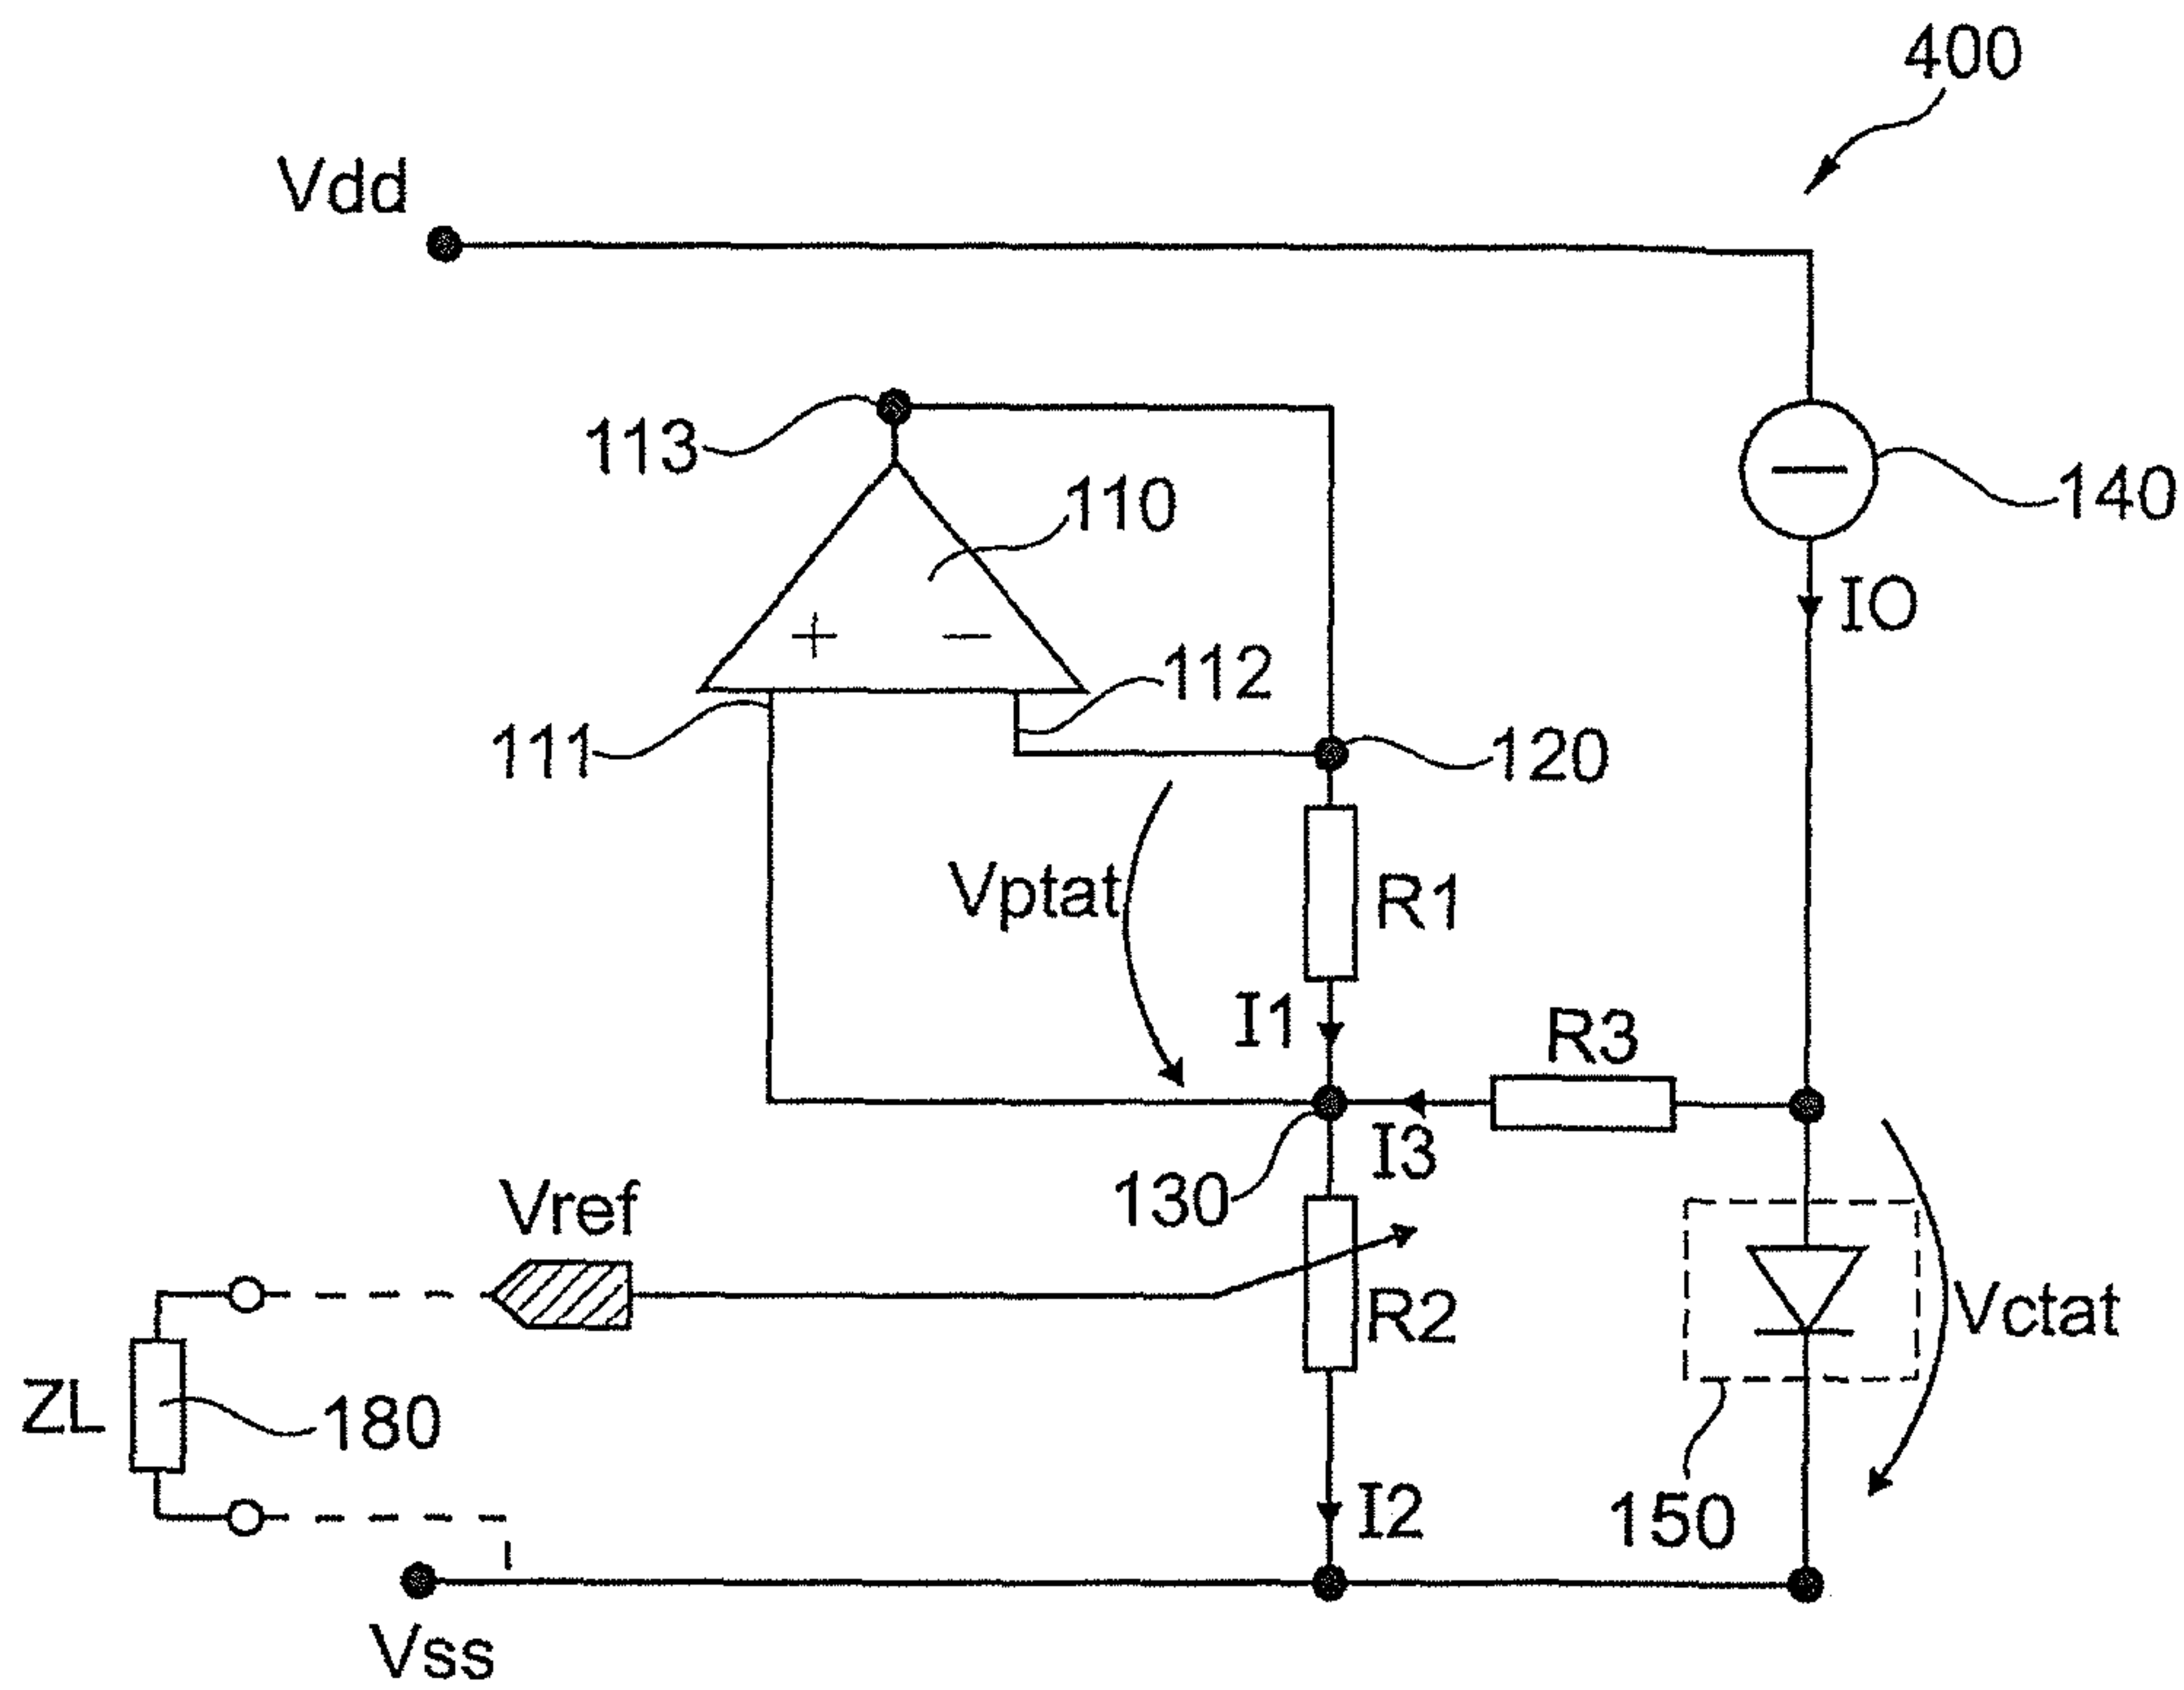 400
Vdd
113
110
140
IO
+ −
112
111
120
Vptat
R1
I1
R3
I3
130
Vref
R2
Vctat
ZL
180
I2
150
Vss